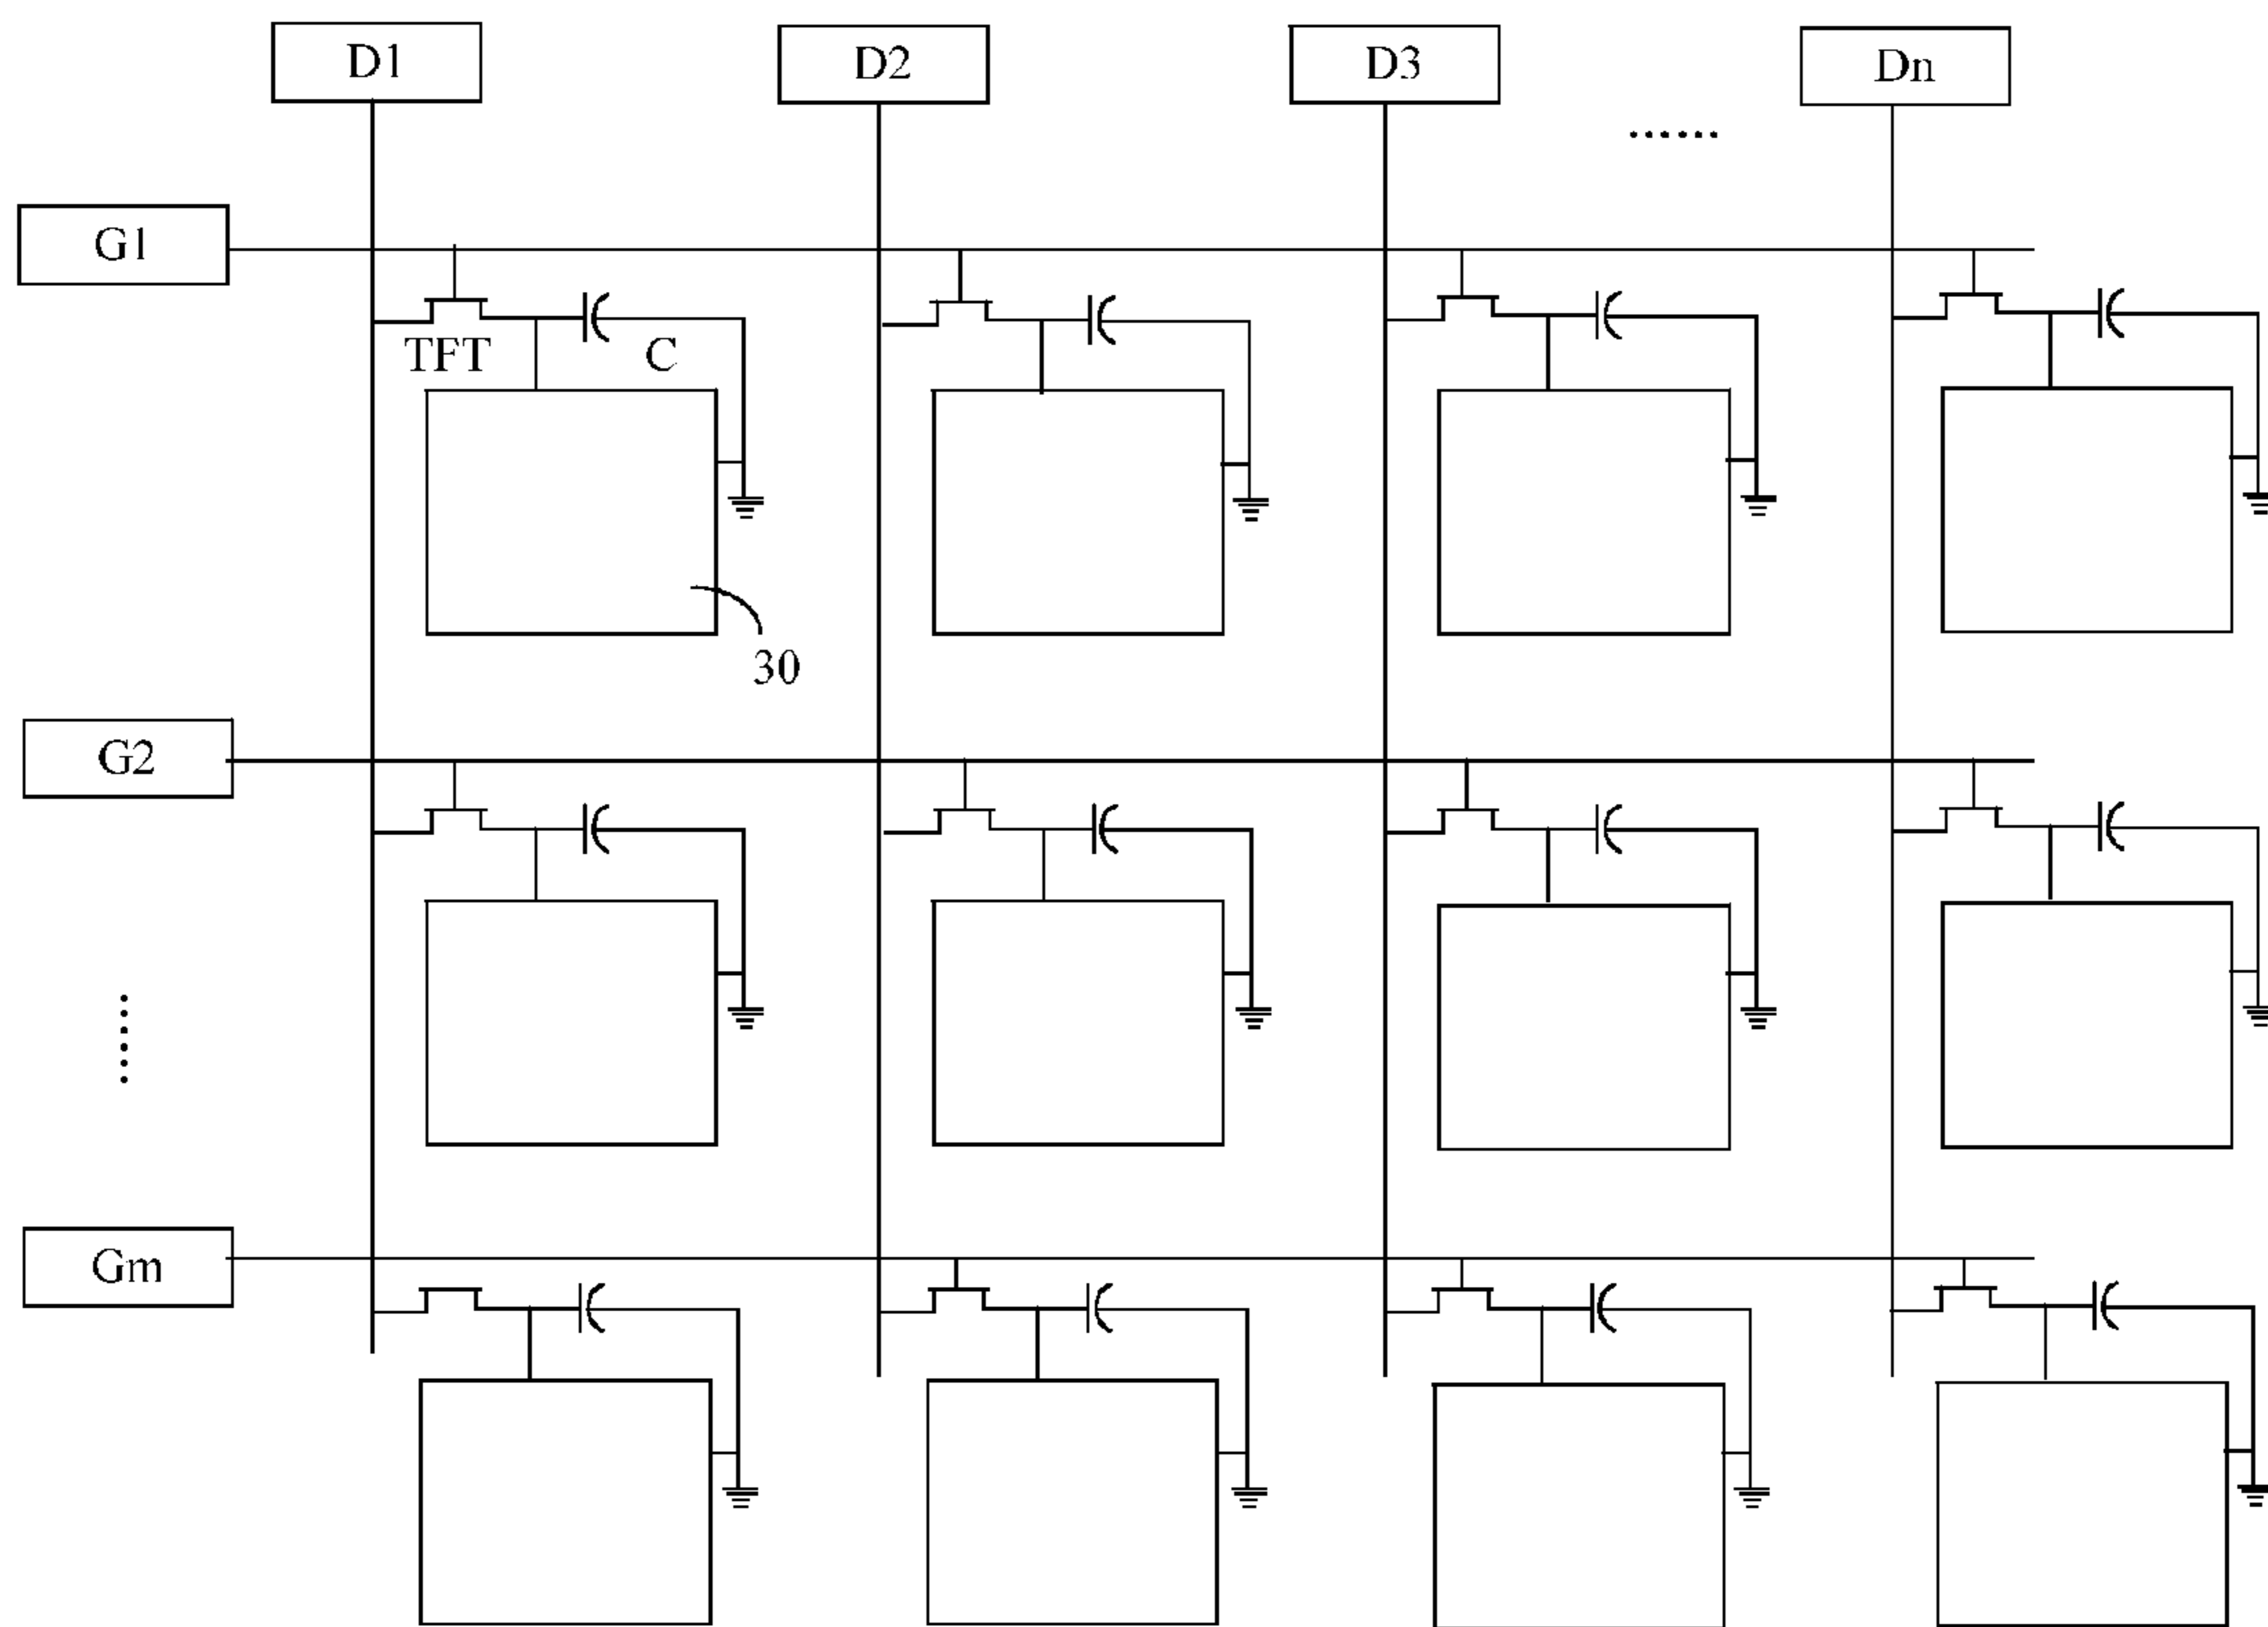 D1
D2
D3
Dn
......
G1
TFT
C
30
G2
......
Gm